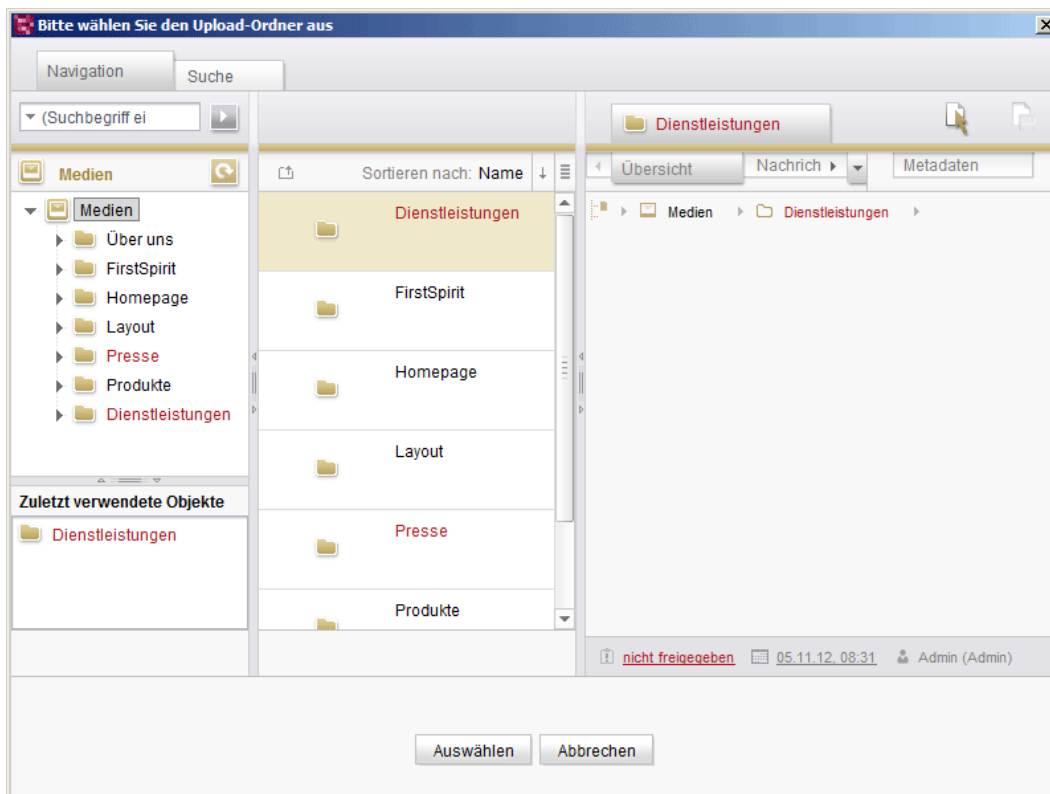 Bitte wählen Sie den Upload-Ordner aus
Navigation
Suche
(Suchbegriff ei
Medien
Medien
Über uns
FirstSpirit
Homepage
Layout
Presse
Produkte
Dienstleistungen
Zuletzt verwendete Objekte
Dienstleistungen
Sortieren nach: Name
Dienstleistungen
FirstSpirit
Homepage
Layout
Presse
Produkte
Dienstleistungen
Übersicht
Nachrich
Metadaten
Medien Dienstleistungen
nicht freigegeben 05.11.12, 08:31 Admin (Admin)
Auswählen
Abbrechen